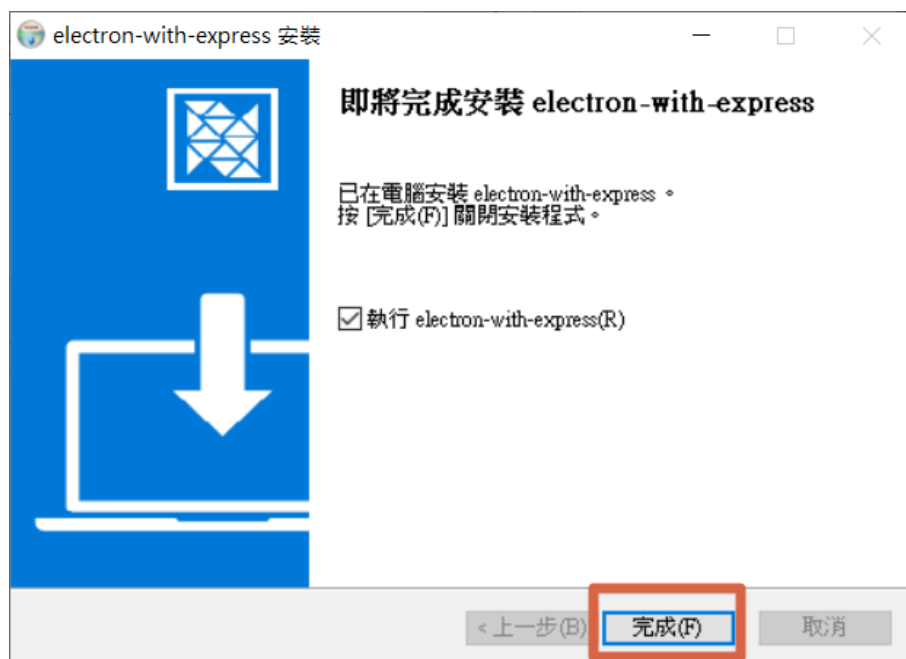 electron-with-express 安裝
即將完成安裝 electron-with-express
已在電腦安裝 electron-with-express。
按 [完成(F)] 關閉安裝程式。
執行 electron-with-express(R)
< 上一步(B)
完成(F)
取消